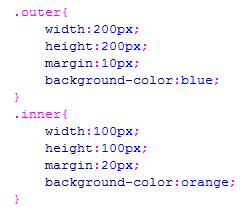 .outer{
    width:200px;
    height:200px;
    margin:10px;
    background-color:blue;
}
.inner{
    width:100px;
    height:100px;
    margin:20px;
    background-color:orange;
}